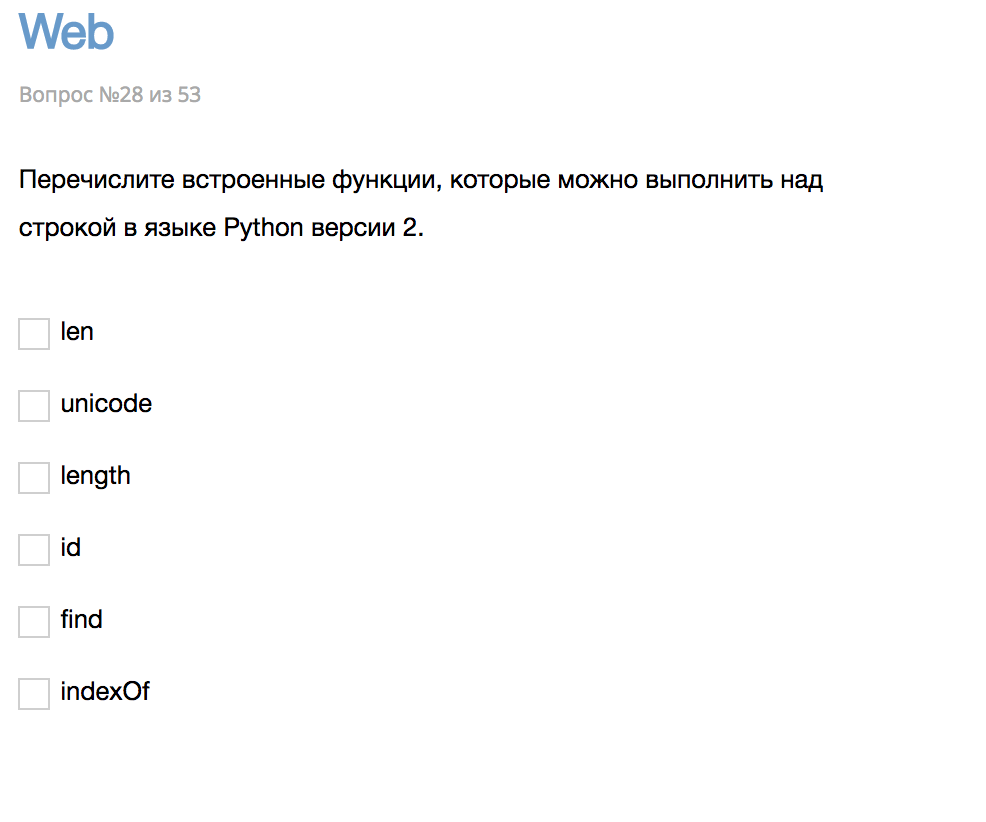 Web
Вопрос №28 из 53
Перечислите встроенные функции, которые можно выполнить над
строкой в языке Python версии 2.
len
unicode
length
id
find
indexOf